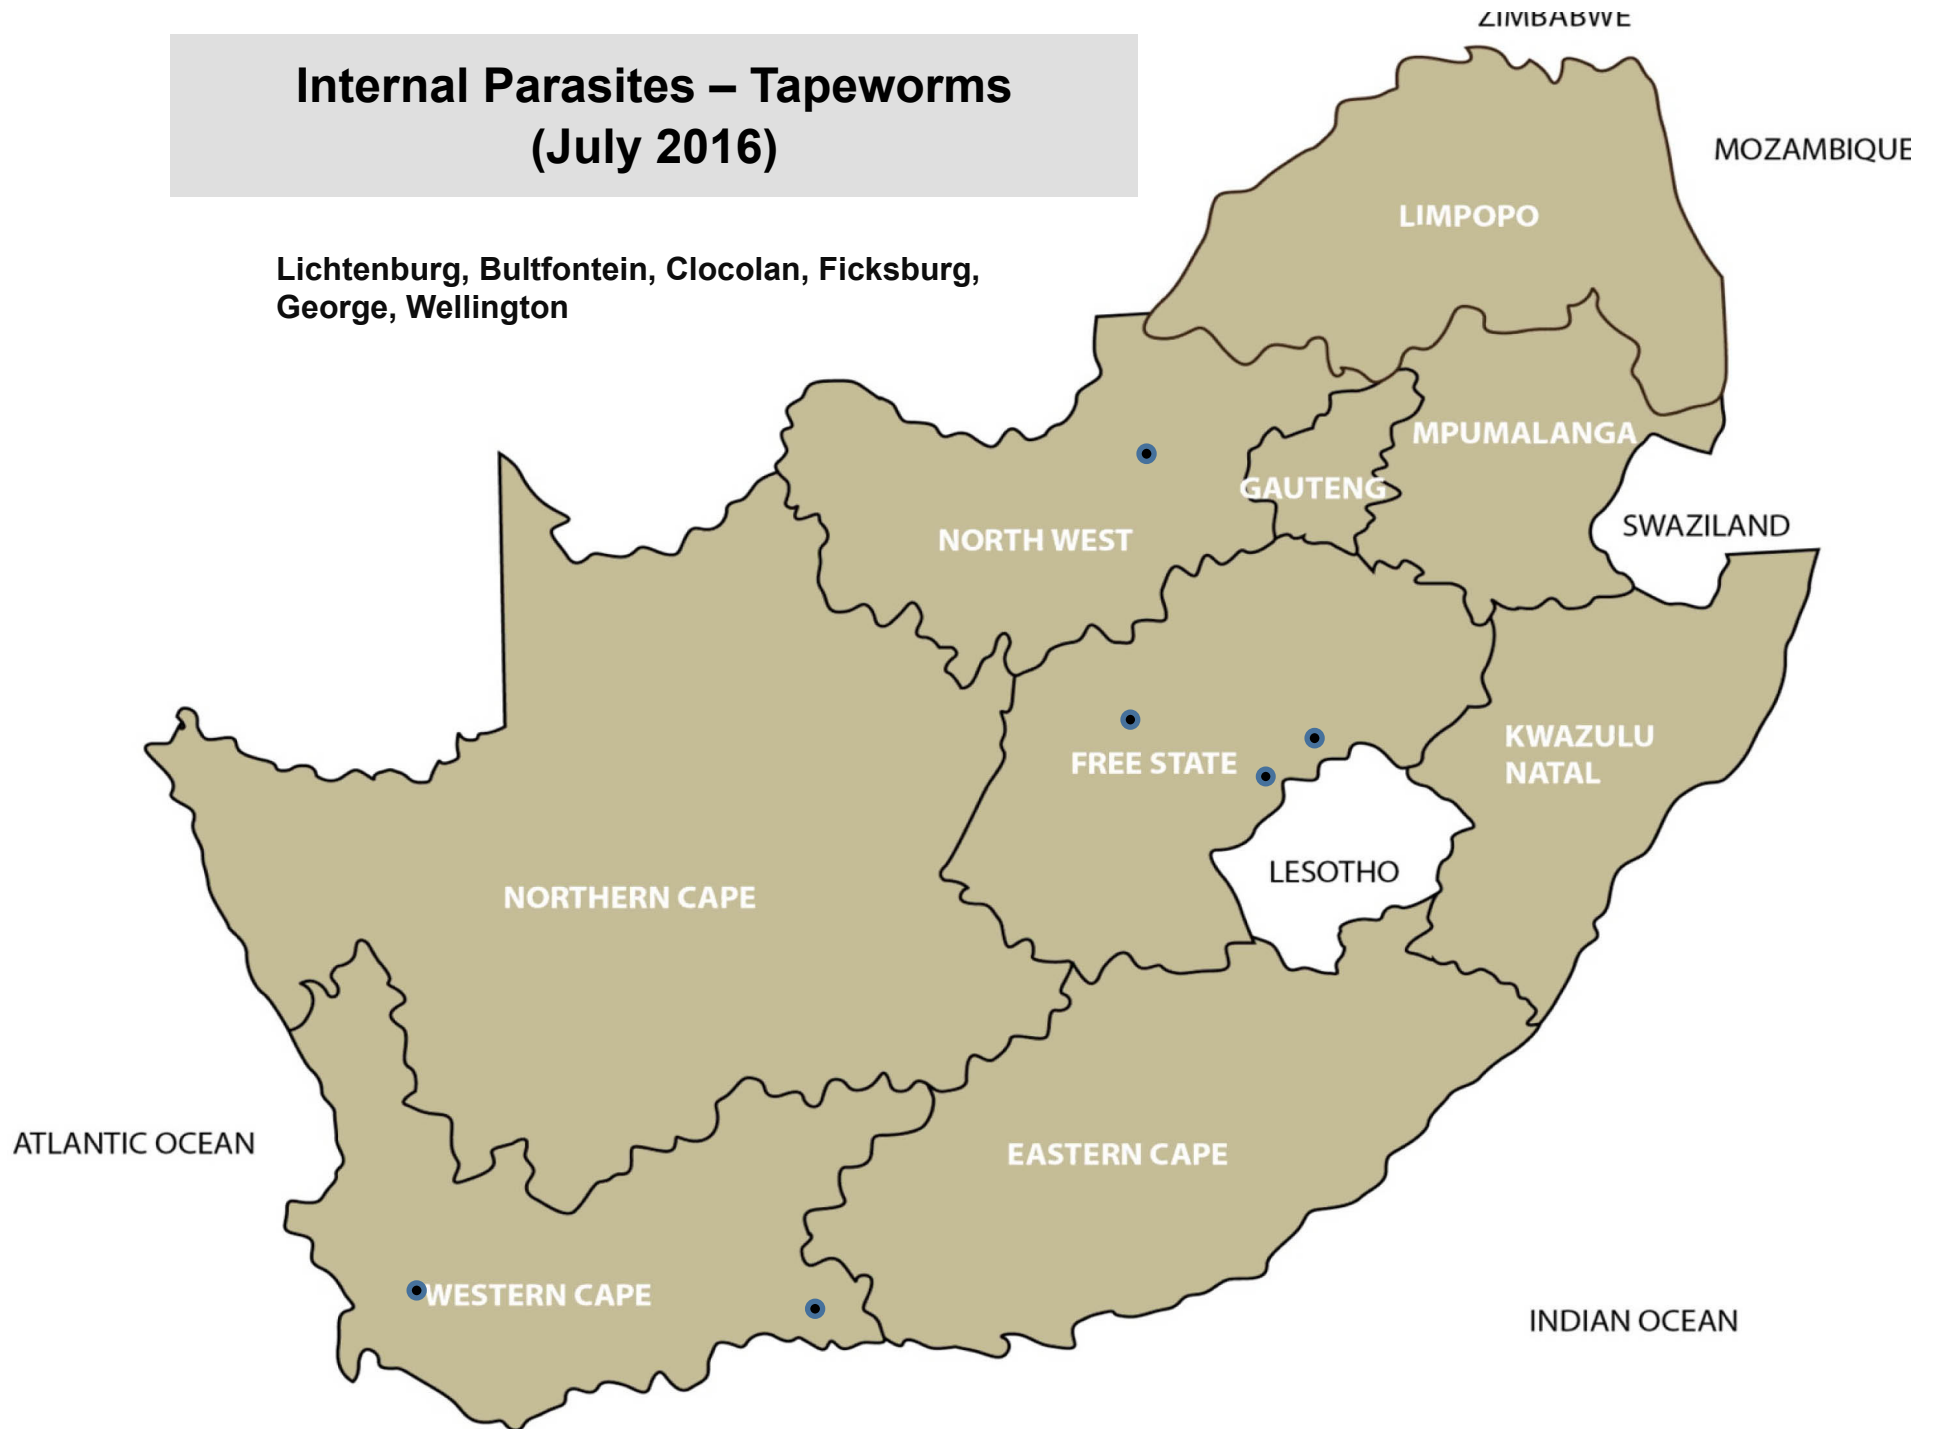 ZIMBABWE
Internal Parasites – Tapeworms
(July 2016)
MOZAMBIQUE
LIMPOPO
Lichtenburg, Bultfontein, Clocolan, Ficksburg,
George, Wellington
MPUMALANGA
GAUTENG
SWAZILAND
NORTH WEST
KWAZULU
NATAL
FREE STATE
LESOTHO
NORTHERN CAPE
ATLANTIC OCEAN
EASTERN CAPE
WESTERN CAPE
INDIAN OCEAN